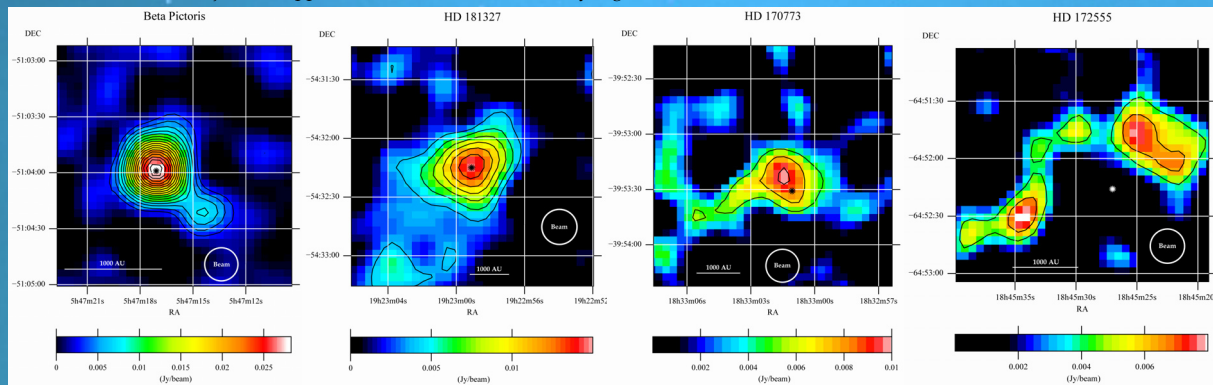 Beta Pictoris
DEC
−51:03:00
−51:03:30
−51:04:00
−51:04:30
−51:05:00
Beam
1000 AU
5h47m21s 5h47m18s 5h47m15s 5h47m12s
RA
0 0.005 0.01 0.015 0.02 0.025
(Jy/beam)
HD 181327
DEC
−54:31:30
−54:32:00
−54:32:30
−54:33:00
Beam
1000 AU
19h23m04s 19h23m00s 19h22m56s
RA
0 0.005 0.01
(Jy/beam)
HD 170773
DEC
−39:52:30
−39:53:00
−39:53:30
−39:54:00
Beam
1000 AU
18h33m06s 18h33m03s 18h33m00s 18h32m57s
RA
0.002 0.004 0.006 0.008 0.01
(Jy/beam)
HD 172555
DEC
−64:51:30
−64:52:00
−64:52:30
−64:53:00
Beam
1000 AU
18h45m35s 18h45m30s 18h45m25s
RA
0.002 0.004 0.006
(Jy/beam)